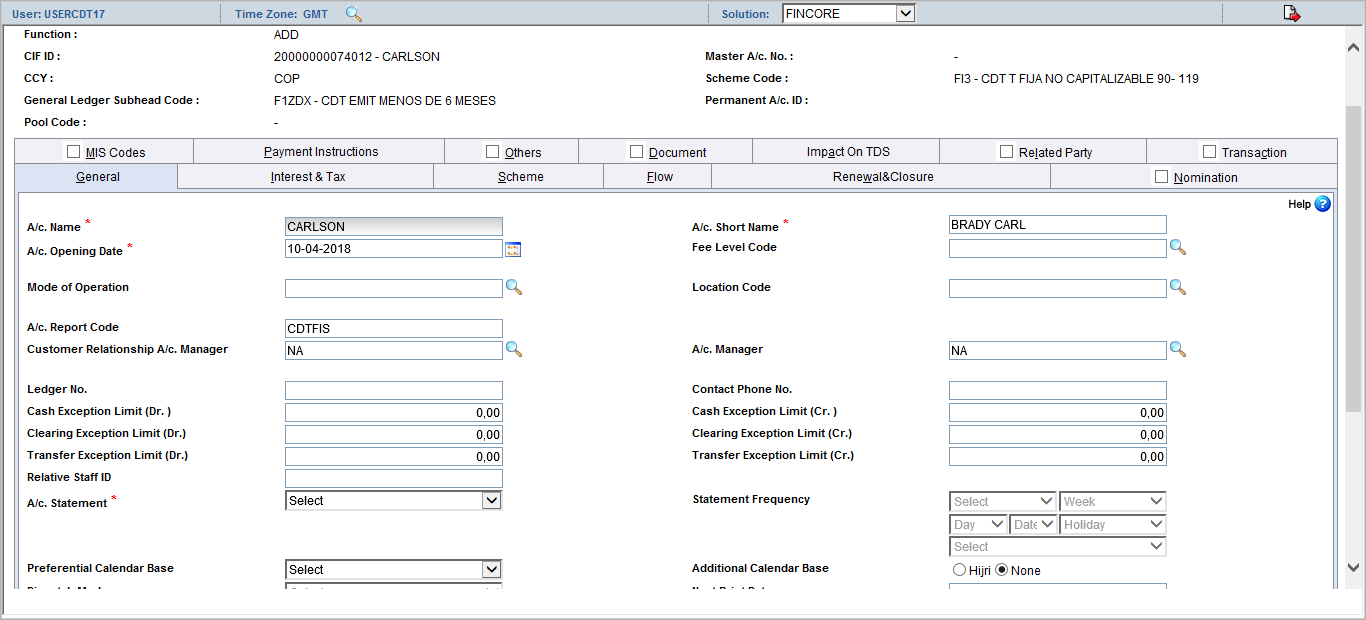 User: USERCDT17 Time Zone: GMT Solution: FINCORE
Function : ADD
CIF ID : 20000000074012 - CARLSON Master A/c. No. : -
CCY : COP Scheme Code : FI3 - CDT T FIJA NO CAPITALIZABLE 90- 119
General Ledger Subhead Code : F1ZDX - CDT EMIT MENOS DE 6 MESES Permanent A/c. ID :
Pool Code : -
MIS Codes Payment Instructions Others Document Impact On TDS Related Party Transaction
General Interest & Tax Scheme Flow Renewal&Closure Nomination
Help ?
A/c. Name * CARLSON A/c. Short Name * BRADY CARL
A/c. Opening Date * 10-04-2018 Fee Level Code
Mode of Operation Location Code
A/c. Report Code CDTFIS
Customer Relationship A/c. Manager NA A/c. Manager NA
Ledger No. Contact Phone No.
Cash Exception Limit (Dr. ) 0,00 Cash Exception Limit (Cr. ) 0,00
Clearing Exception Limit (Dr.) 0,00 Clearing Exception Limit (Cr.) 0,00
Transfer Exception Limit (Dr.) 0,00 Transfer Exception Limit (Cr.) 0,00
Relative Staff ID
A/c. Statement * Select Statement Frequency Select Week
Day Date Holiday
Select
Preferential Calendar Base Select Additional Calendar Base Hijri None